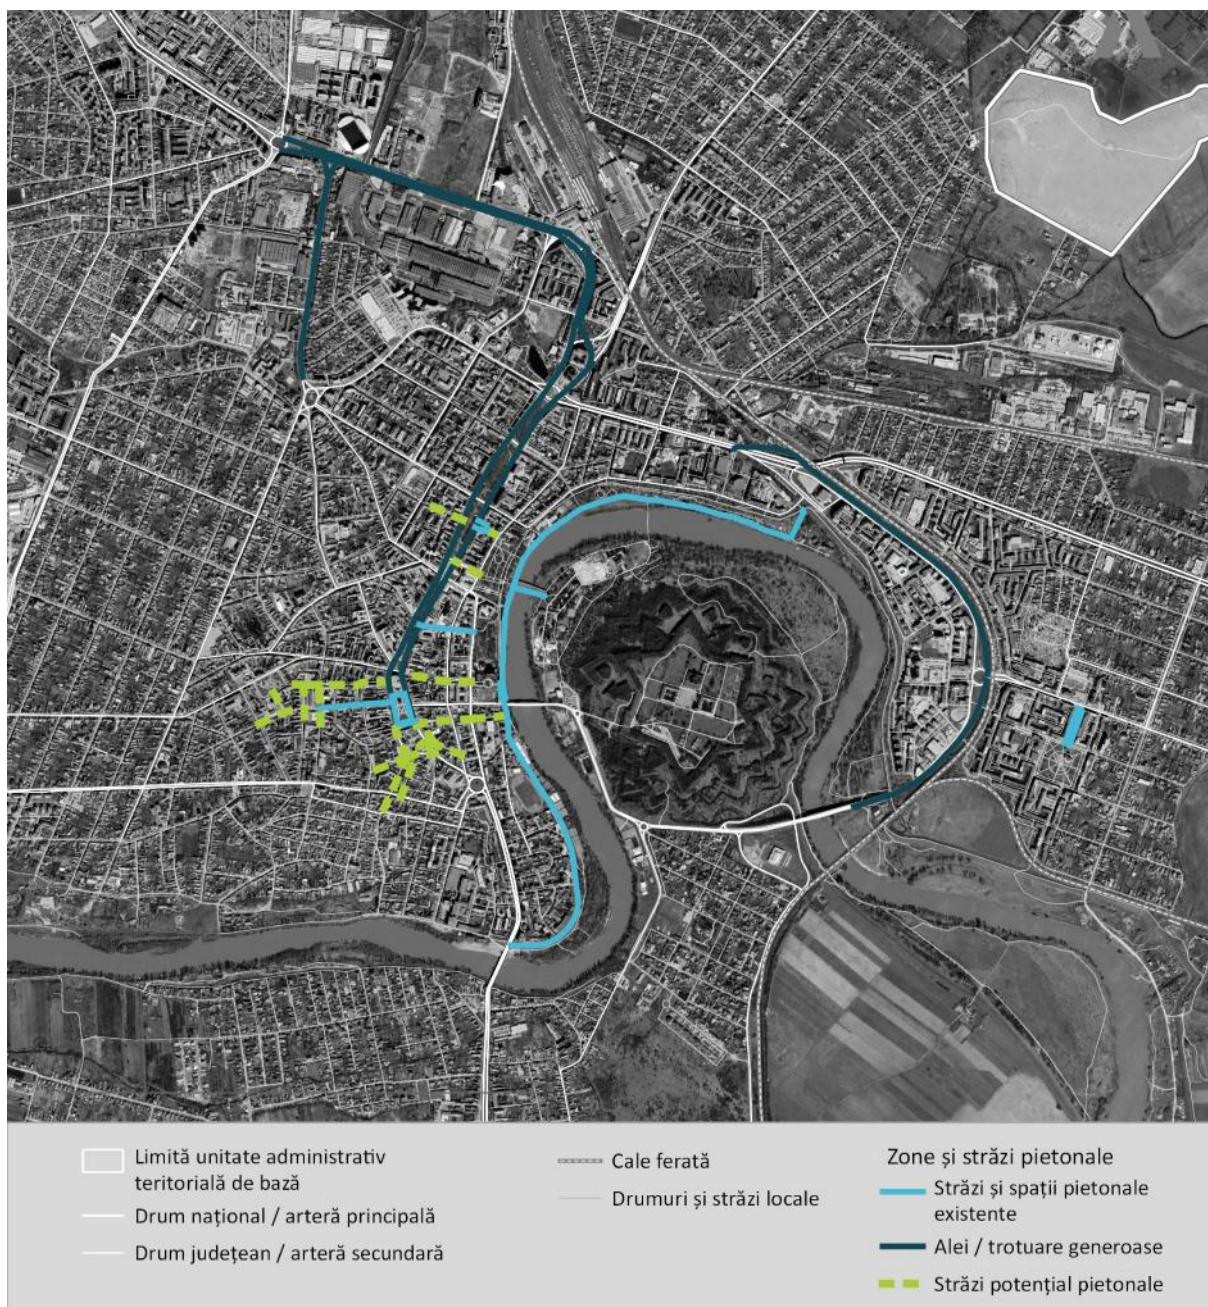 Limită unitate administrativ
teritorială de bază
Drum național / arteră principală
Drum județean / arteră secundară
Cale ferată
Drumuri și străzi locale
Zone și străzi pietonale
Străzi și spații pietonale
existente
Alei / trotuare generoase
Străzi potențial pietonale